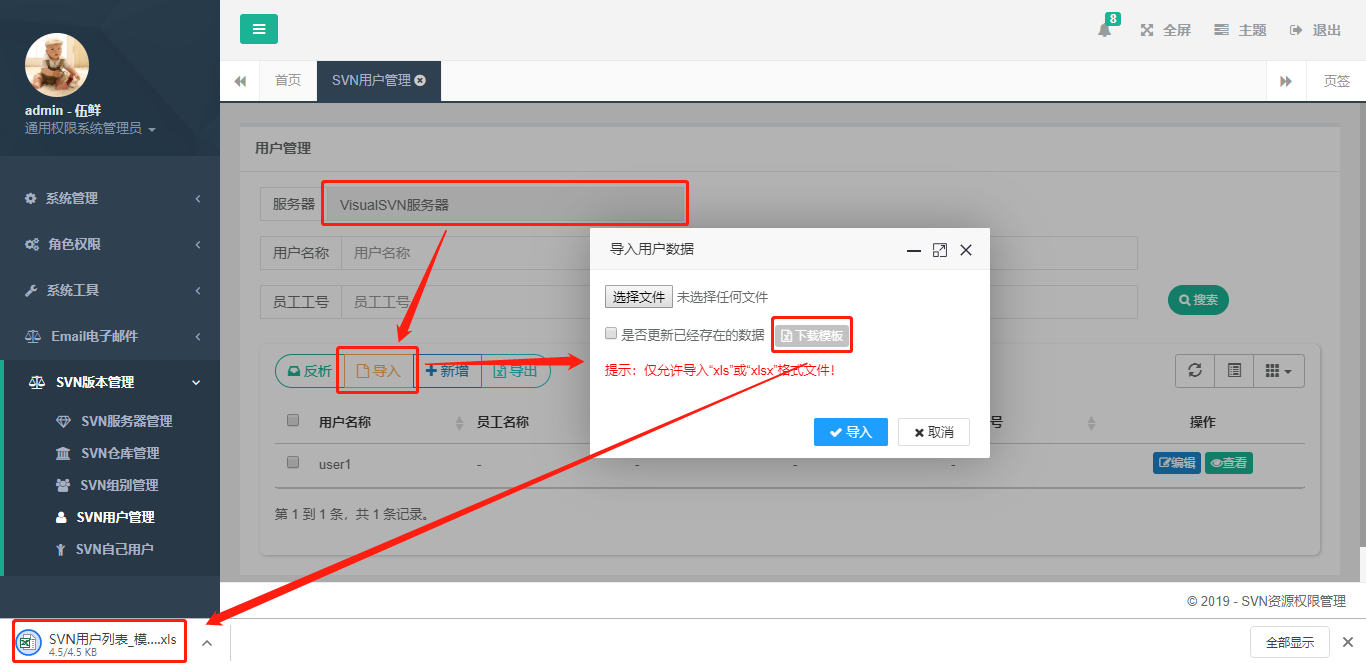 8
全屏
主题
退出
首页
SVN用户管理
页签
admin - 伍鲜
通用权限系统管理员
系统管理
角色权限
系统工具
Email电子邮件
SVN版本管理
SVN服务器管理
SVN仓库管理
SVN组别管理
SVN用户管理
SVN自己用户
用户管理
服务器
VisualSVN服务器
用户名称
用户名称
员工工号
员工工号
搜索
反析
导入
新增
导出
用户名称
员工名称
号
操作
user1
-
-
-
-
编辑
查看
第 1 到 1 条，共 1 条记录。
导入用户数据
选择文件 未选择任何文件
是否更新已经存在的数据
下载模板
提示：仅允许导入“xls”或“xlsx”格式文件！
导入
取消
© 2019 - SVN资源权限管理
SVN用户列表_模....xls
4.5/4.5 KB
全部显示